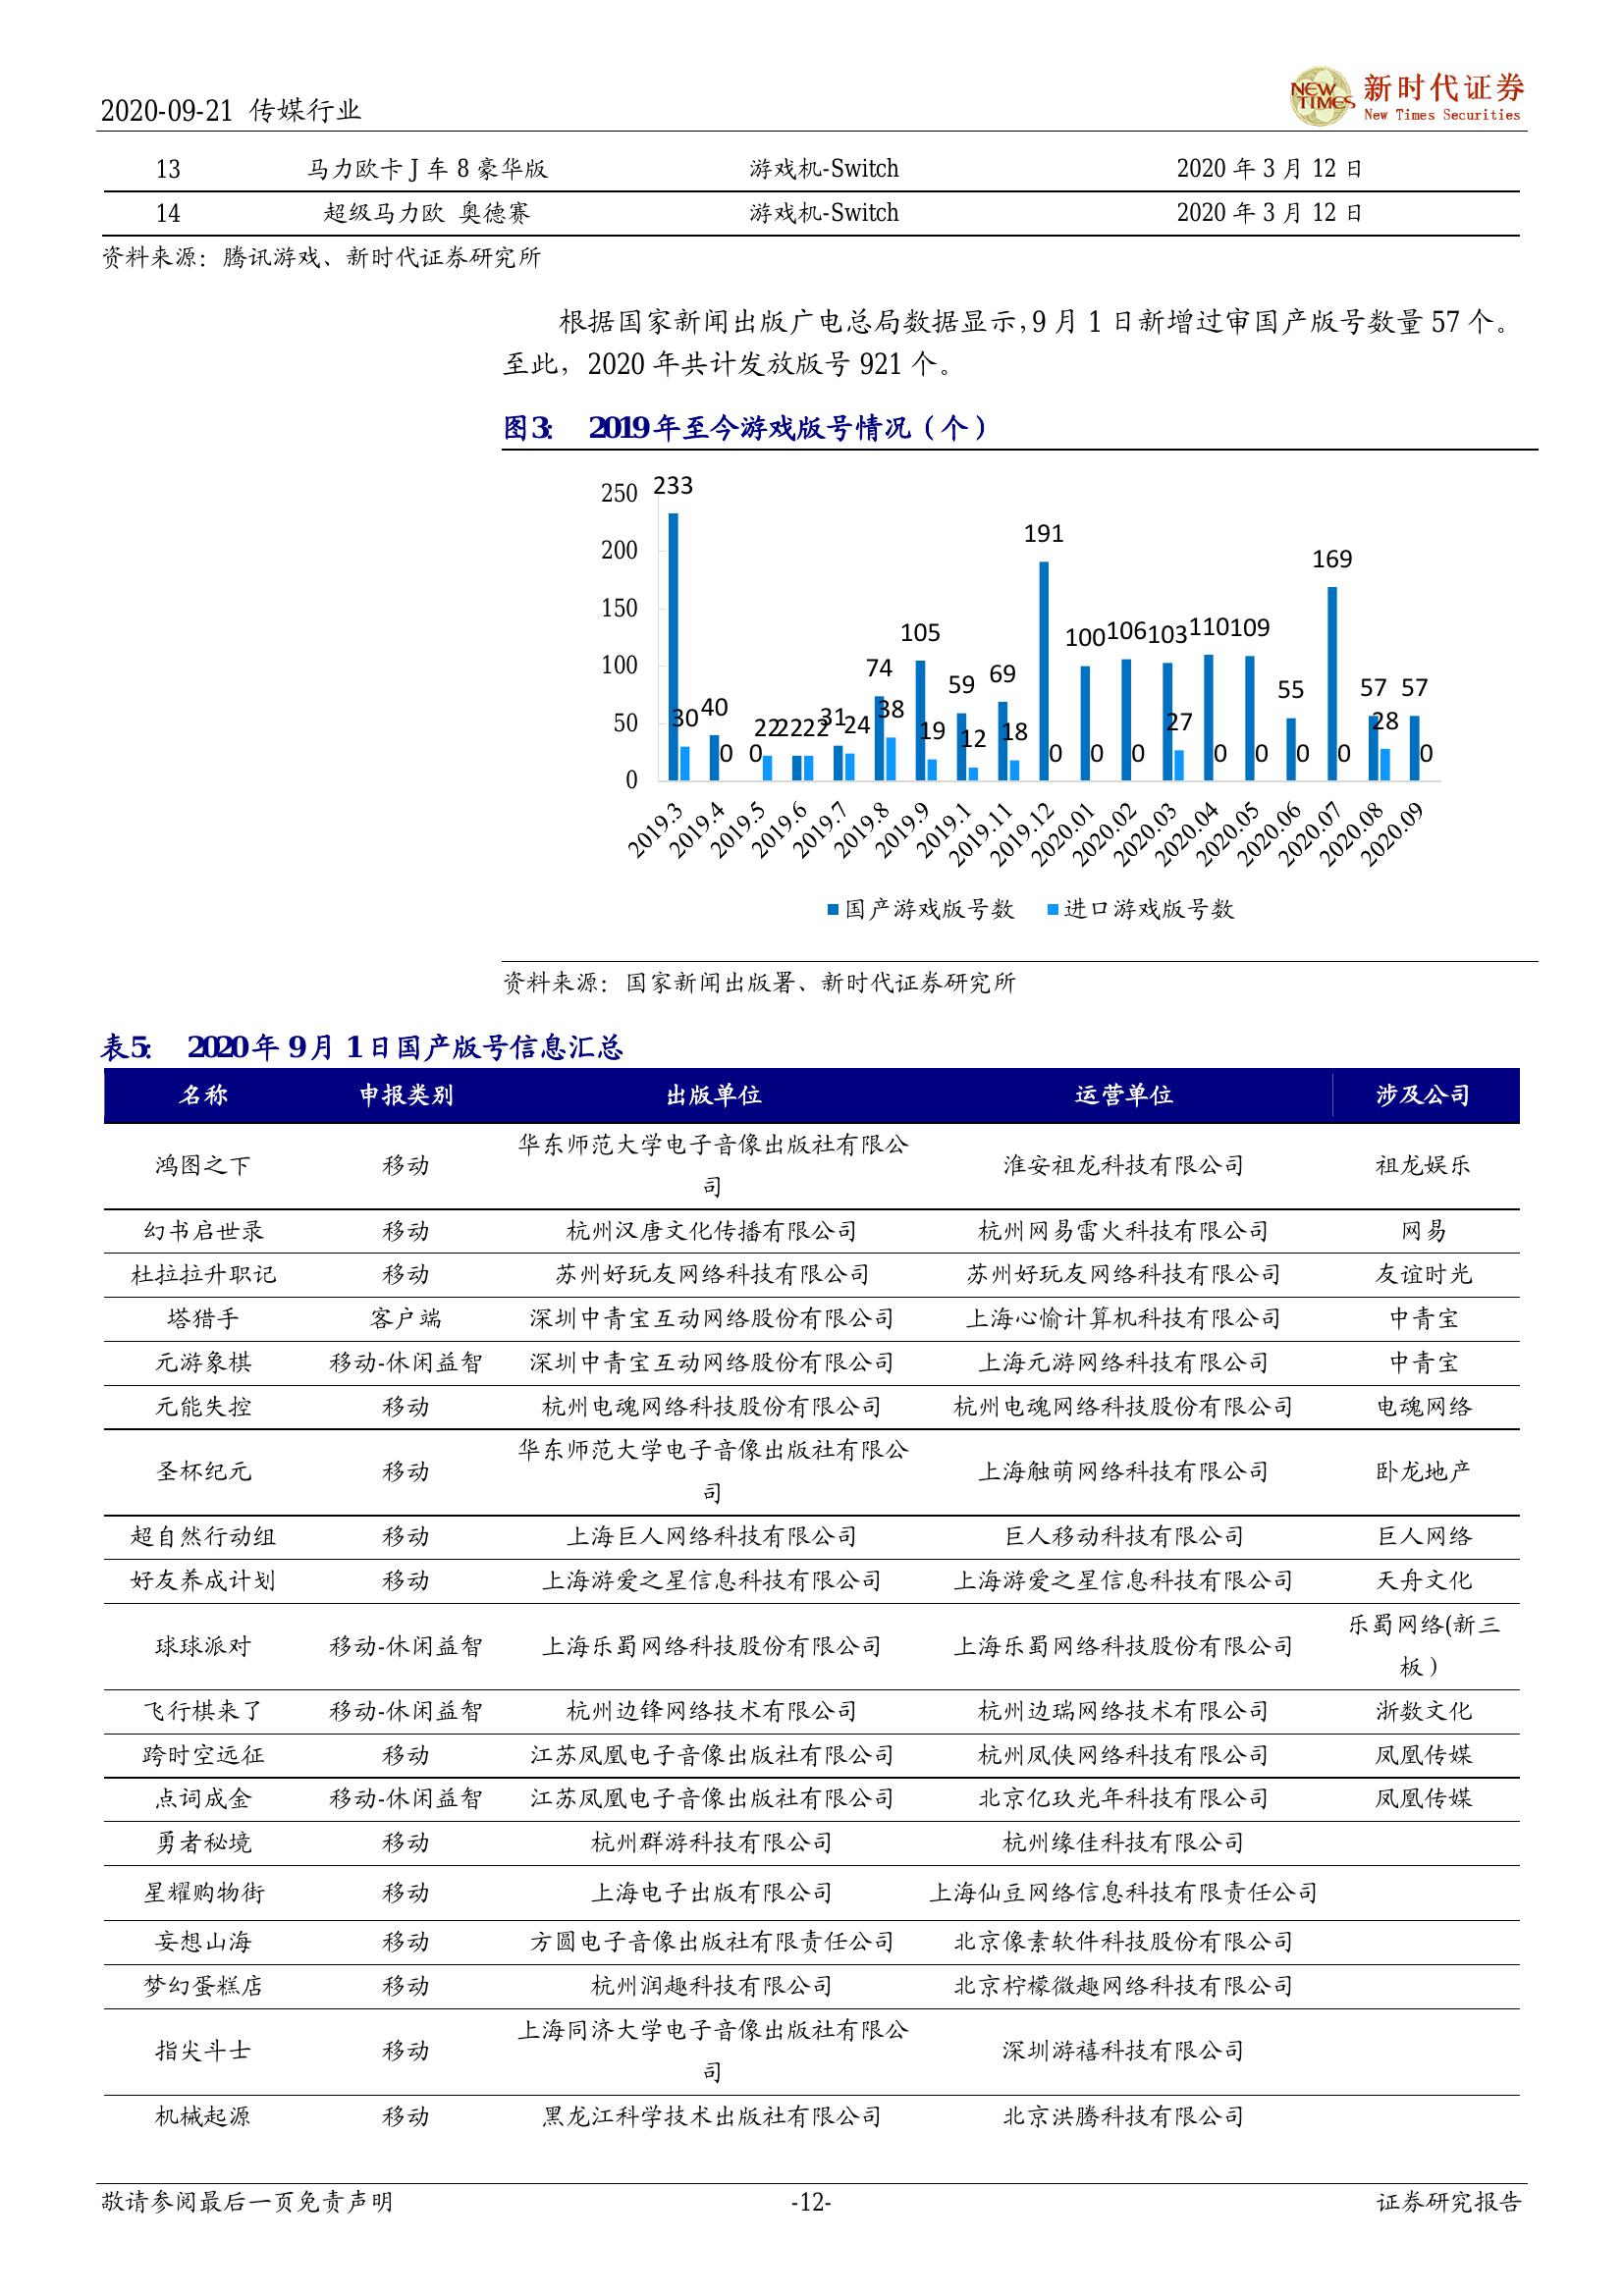 2020-09-21 传媒行业
NEW TIMES 新时代证券
New Times Securities
13 马力欧卡 J 车 8 豪华版 游戏机-Switch 2020 年 3 月 12 日
14 超级马力欧 奥德赛 游戏机-Switch 2020 年 3 月 12 日
资料来源：腾讯游戏、新时代证券研究所
根据国家新闻出版广电总局数据显示，9 月 1 日新增过审国产版号数量 57 个。
至此，2020 年共计发放版号 921 个。
图3： 2019年至今游戏版号情况（个）
250
200
150
100
50
0
233 40 0 22 31 74 105 59 69 191 100 106 103 110 109 55 169 57 57
30 0 22 22 24 38 19 12 18 0 0 0 27 0 0 0 0 28 0
2019.3 2019.4 2019.5 2019.6 2019.7 2019.8 2019.9 2019.1 2019.11 2019.12 2020.01 2020.02 2020.03 2020.04 2020.05 2020.06 2020.07 2020.08 2020.09
国产游戏版号数 进口游戏版号数
资料来源：国家新闻出版署、新时代证券研究所
表5： 2020 年 9 月 1 日国产版号信息汇总
名称 申报类别 出版单位 运营单位 涉及公司
鸿图之下 移动 华东师范大学电子音像出版社有限公
司 淮安祖龙科技有限公司 祖龙娱乐
幻书启世录 移动 杭州汉唐文化传播有限公司 杭州网易雷火科技有限公司 网易
杜拉拉升职记 移动 苏州好玩友网络科技有限公司 苏州好玩友网络科技有限公司 友谊时光
塔猎手 客户端 深圳中青宝互动网络股份有限公司 上海心愉计算机科技有限公司 中青宝
元游象棋 移动-休闲益智 深圳中青宝互动网络股份有限公司 上海元游网络科技有限公司 中青宝
元能失控 移动 杭州电魂网络科技股份有限公司 杭州电魂网络科技股份有限公司 电魂网络
圣杯纪元 移动 华东师范大学电子音像出版社有限公
司 上海触萌网络科技有限公司 卧龙地产
超自然行动组 移动 上海巨人网络科技有限公司 巨人移动科技有限公司 巨人网络
好友养成计划 移动 上海游爱之星信息科技有限公司 上海游爱之星信息科技有限公司 天舟文化
球球派对 移动-休闲益智 上海乐蜀网络科技股份有限公司 上海乐蜀网络科技股份有限公司 乐蜀网络(新三
板）
飞行棋来了 移动-休闲益智 杭州边锋网络技术有限公司 杭州边瑞网络技术有限公司 浙数文化
跨时空远征 移动 江苏凤凰电子音像出版社有限公司 杭州凤侠网络科技有限公司 凤凰传媒
点词成金 移动-休闲益智 江苏凤凰电子音像出版社有限公司 北京亿玖光年科技有限公司 凤凰传媒
勇者秘境 移动 杭州群游科技有限公司 杭州缘佳科技有限公司
星耀购物街 移动 上海电子出版有限公司 上海仙豆网络信息科技有限责任公司
妄想山海 移动 方圆电子音像出版社有限责任公司 北京像素软件科技股份有限公司
梦幻蛋糕店 移动 杭州润趣科技有限公司 北京柠檬微趣网络科技有限公司
指尖斗士 移动 上海同济大学电子音像出版社有限公
司 深圳游禧科技有限公司
机械起源 移动 黑龙江科学技术出版社有限公司 北京洪腾科技有限公司
敬请参阅最后一页免责声明 -12- 证券研究报告